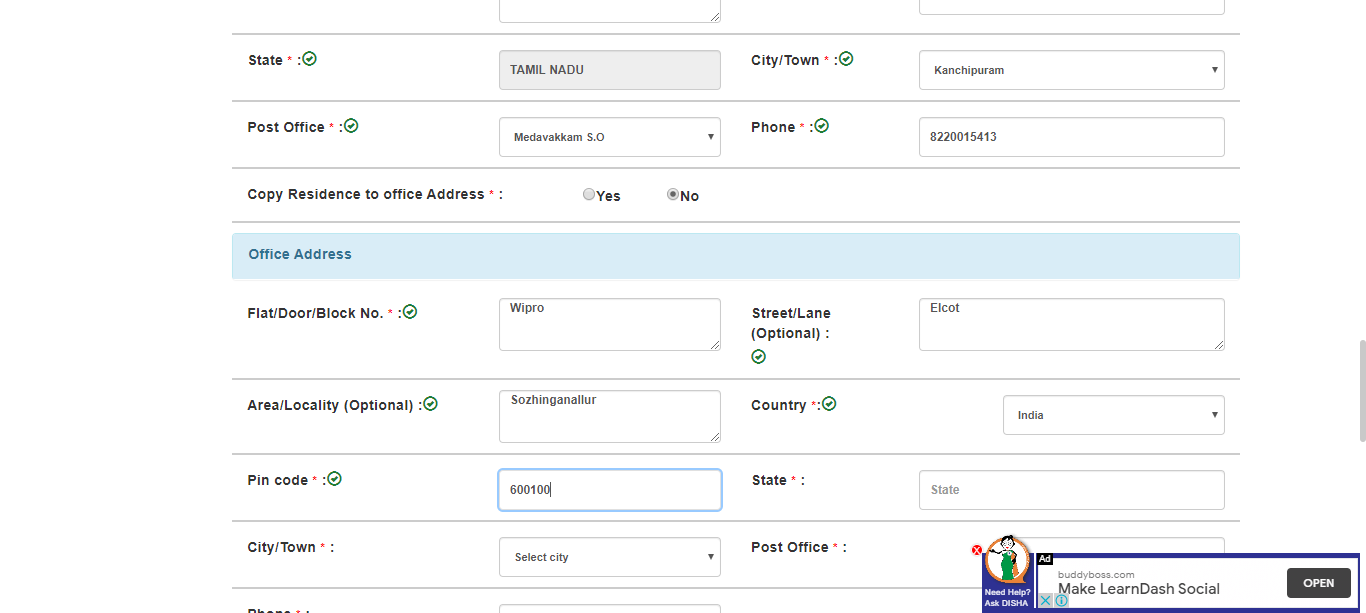 State * :
TAMIL NADU
City/Town * :
Kanchipuram
Post Office * :
Medavakkam S.O
Phone * :
8220015413
Copy Residence to office Address * :
Yes
No
Office Address
Flat/Door/Block No. * :
Wipro
Street/Lane
(Optional) :
Elcot
Area/Locality (Optional) :
Sozhinganallur
Country *:
India
Pin code * :
600100
State * :
State
City/Town * :
Select city
Post Office * :
Phone * :
Need Help?
Ask DISHA
Ad
buddyboss.com
Make LearnDash Social
OPEN